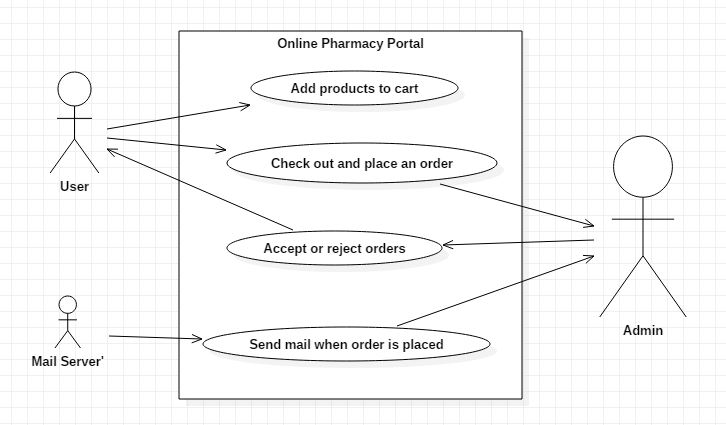 Online Pharmacy Portal
Add products to cart
Check out and place an order
User
Accept or reject orders
Admin
Send mail when order is placed
Mail Server'